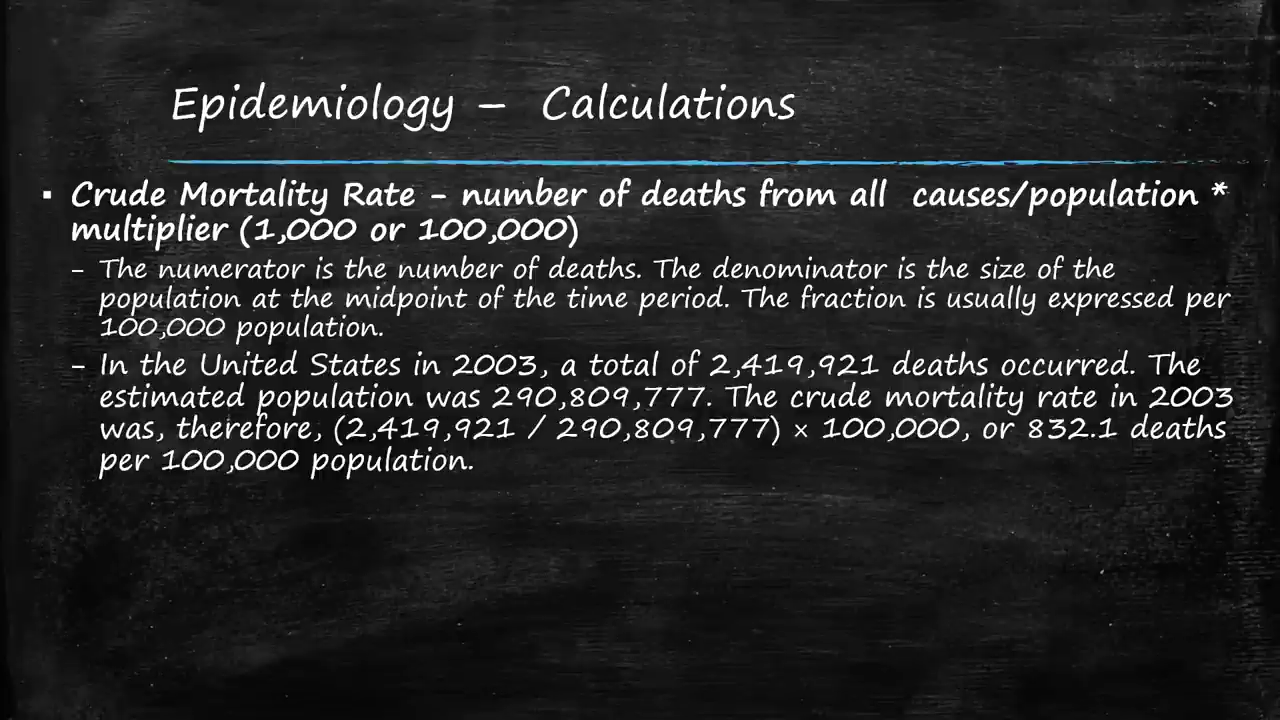 Epidemiology – Calculations
▪ Crude Mortality Rate - number of deaths from all causes/population *
multiplier (1,000 or 100,000)
– The numerator is the number of deaths. The denominator is the size of the
population at the midpoint of the time period. The fraction is usually expressed per
100,000 population.
– In the United States in 2003, a total of 2,419,921 deaths occurred. The
estimated population was 290,809,777. The crude mortality rate in 2003
was, therefore, (2,419,921 / 290,809,777) × 100,000, or 832.1 deaths
per 100,000 population.